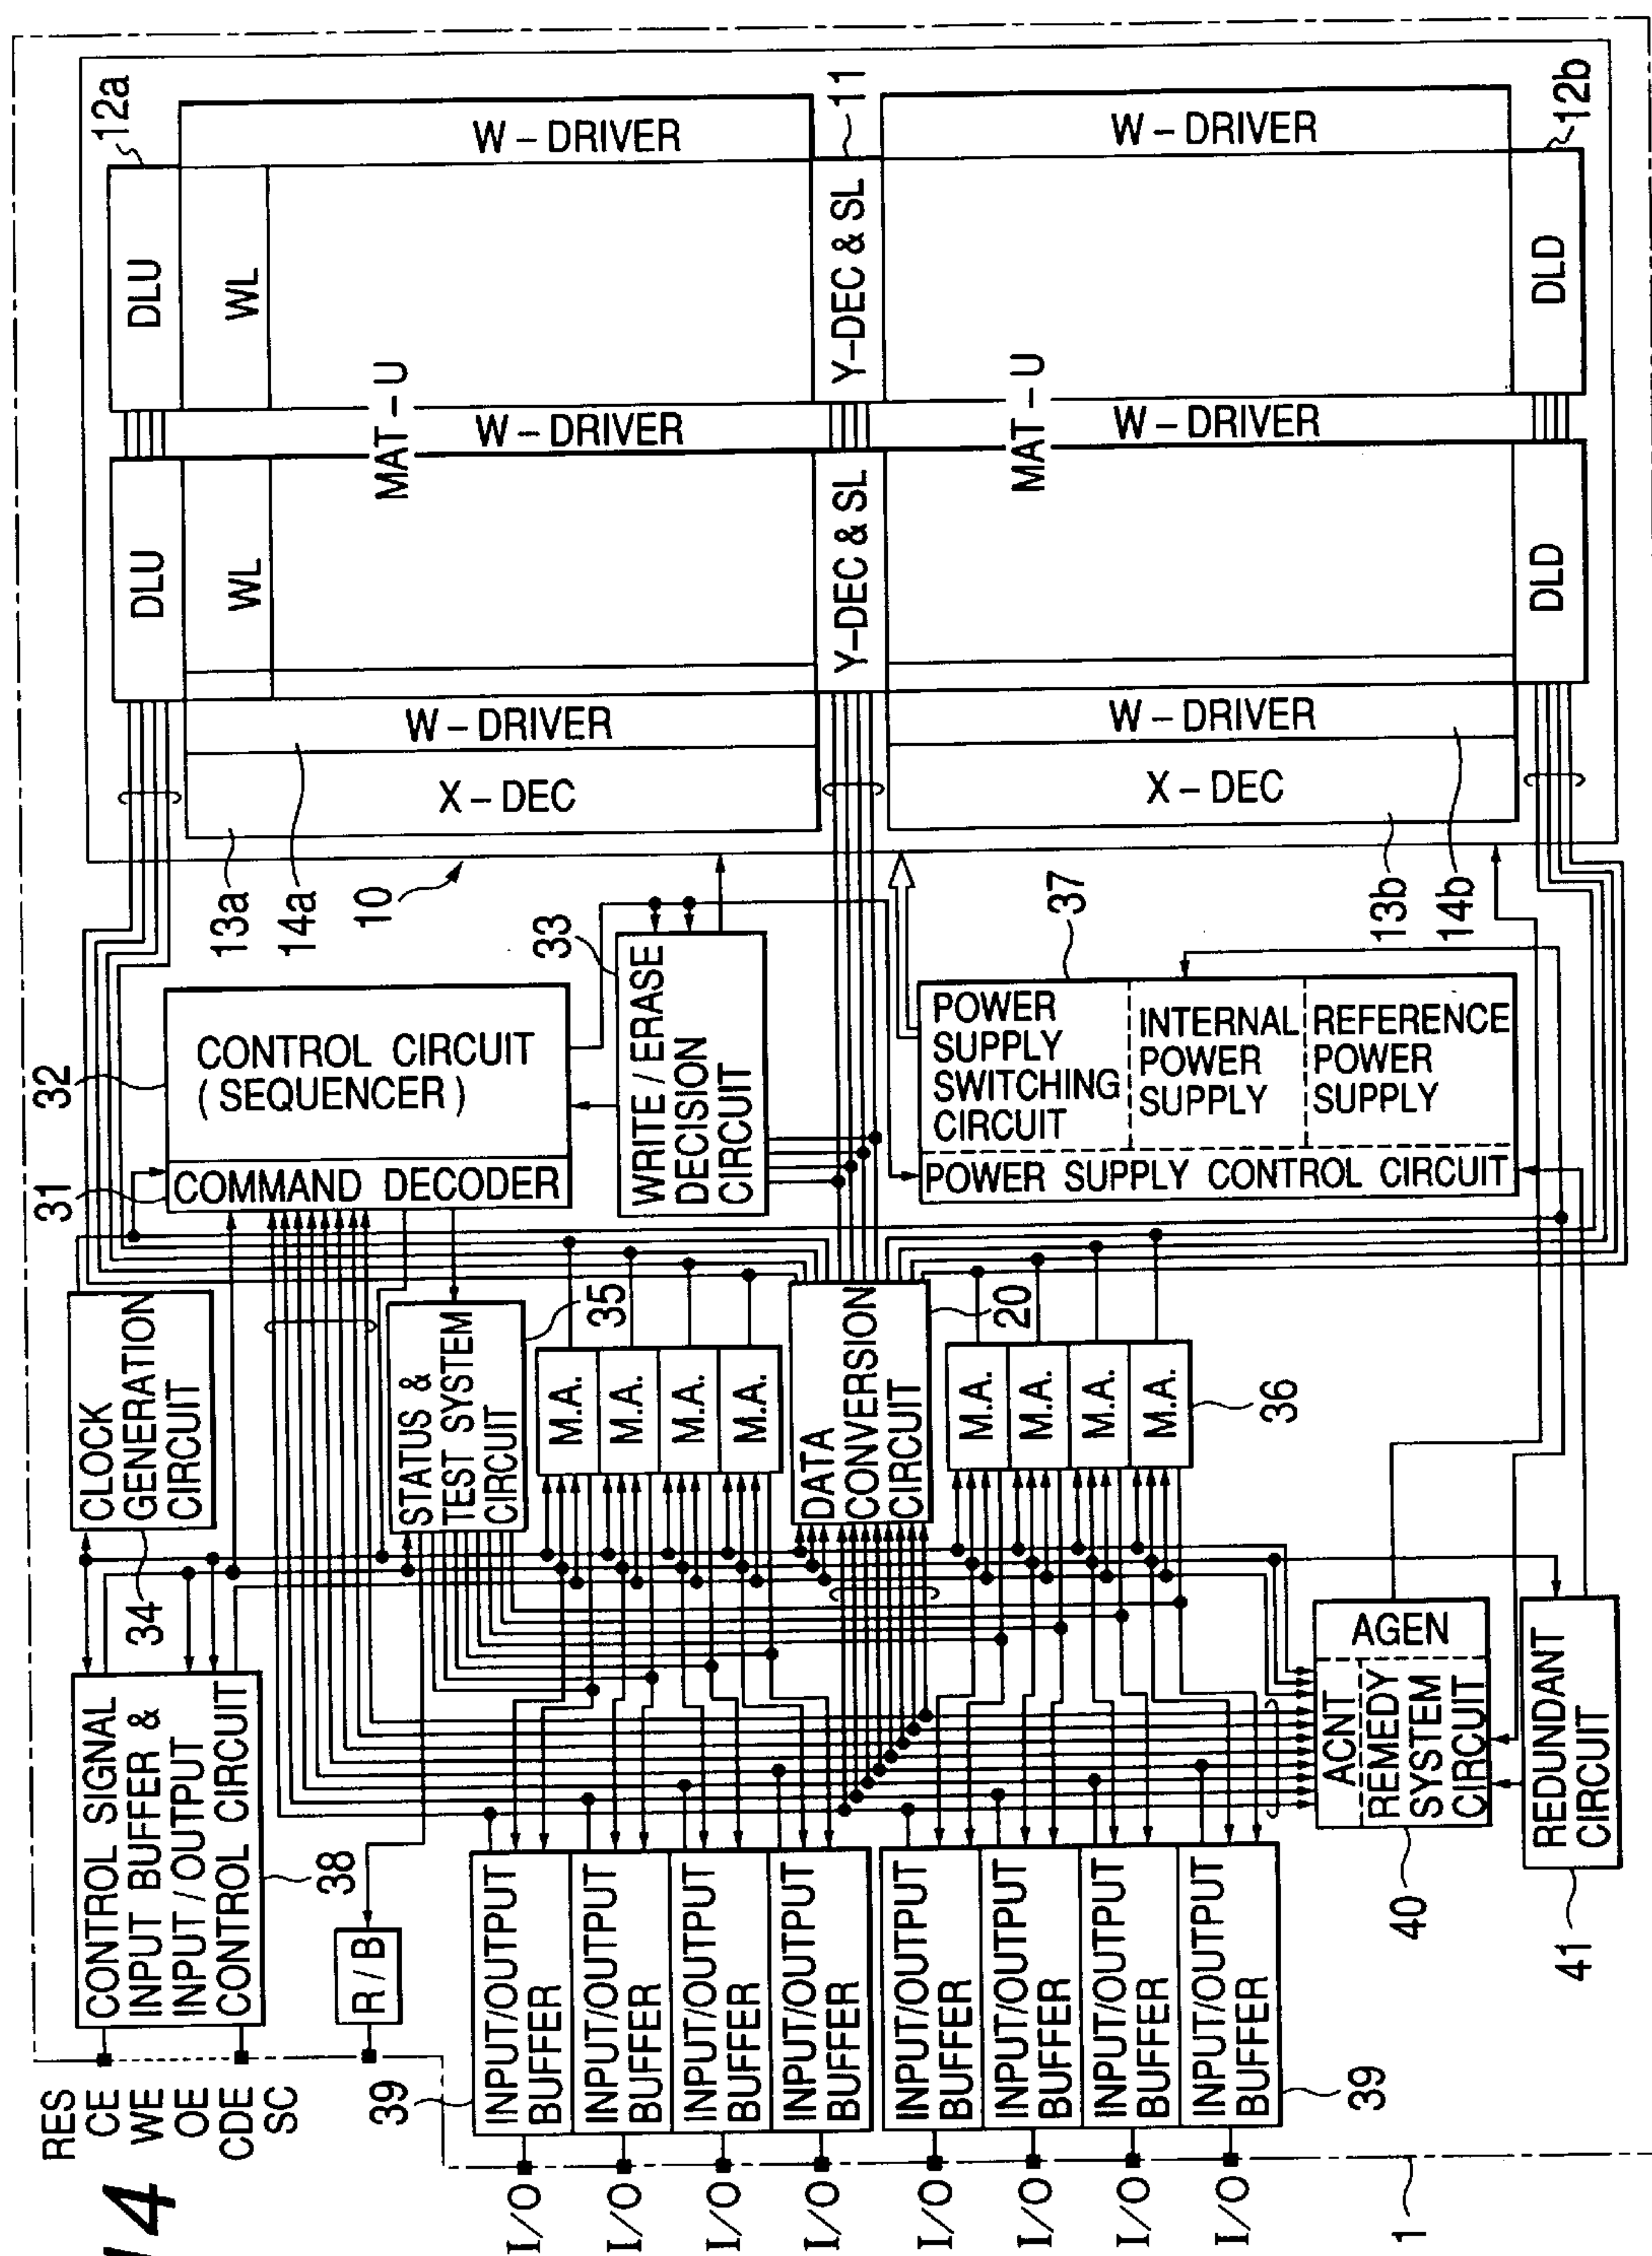 14
RES
CE
WE
OE
CDE
SC
CONTROL SIGNAL
INPUT BUFFER &
INPUT / OUTPUT
CONTROL CIRCUIT
38
34
CLOCK
GENERATION
CIRCUIT
R / B
31
32
COMMAND DECODER
CONTROL CIRCUIT
( SEQUENCER )
STATUS &
TEST SYSTEM
CIRCUIT
35
33
WRITE / ERASE
DECISION
CIRCUIT
39
I/O
INPUT/OUTPUT
BUFFER
I/O
INPUT/OUTPUT
BUFFER
I/O
INPUT/OUTPUT
BUFFER
I/O
INPUT/OUTPUT
BUFFER
I/O
INPUT/OUTPUT
BUFFER
I/O
INPUT/OUTPUT
BUFFER
I/O
INPUT/OUTPUT
BUFFER
I/O
INPUT/OUTPUT
BUFFER
39
1
M.A.
M.A.
M.A.
M.A.
DATA
CONVERSION
CIRCUIT
20
M.A.
M.A.
M.A.
M.A.
36
37
POWER
SUPPLY
SWITCHING
CIRCUIT
INTERNAL
POWER
SUPPLY
REFERENCE
POWER
SUPPLY
POWER SUPPLY CONTROL CIRCUIT
ACNT
AGEN
REMEDY
SYSTEM
CIRCUIT
40
REDUNDANT
CIRCUIT
41
13a
14a
10
13b
14b
12a
DLU
DLU
WL
WL
X - DEC
W - DRIVER
MAT - U
W - DRIVER
W - DRIVER
Y-DEC & SL
Y-DEC & SL
11
X - DEC
W - DRIVER
MAT - U
W - DRIVER
W - DRIVER
DLD
DLD
12b